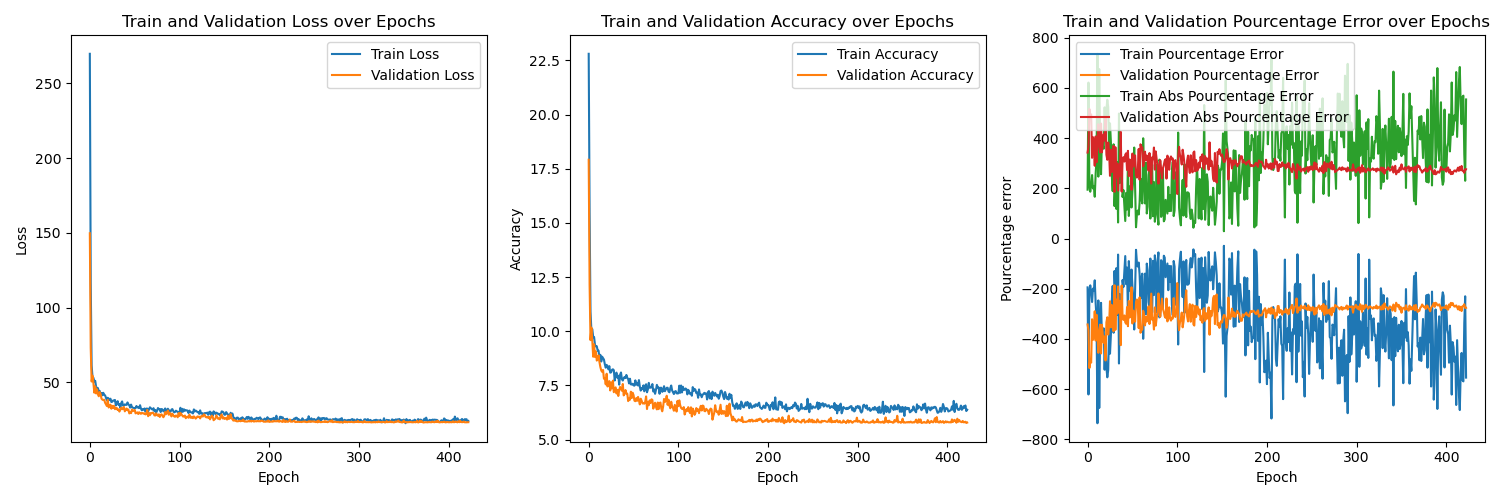 Train and Validation Loss over Epochs
Train Loss
Validation Loss
Loss
250
200
150
100
50
0
100
200
300
400
Epoch
Train and Validation Accuracy over Epochs
Train Accuracy
Validation Accuracy
Accuracy
22.5
20.0
17.5
15.0
12.5
10.0
7.5
5.0
0
100
200
300
400
Epoch
Train and Validation Pourcentage Error over Epochs
Train Pourcentage Error
Validation Pourcentage Error
Train Abs Pourcentage Error
Validation Abs Pourcentage Error
Pourcentage error
800
600
400
200
0
−200
−400
−600
−800
0
100
200
300
400
Epoch